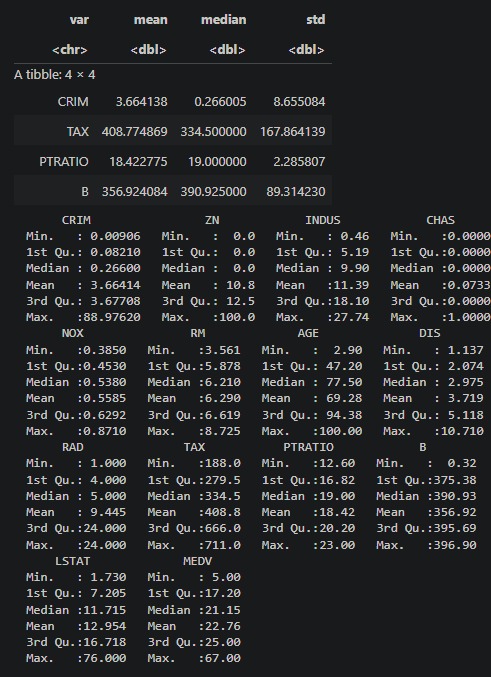 var mean median std
<chr> <dbl> <dbl> <dbl>
A tibble: 4 × 4
CRIM 3.664138 0.266005 8.655084
TAX 408.774869 334.500000 167.864139
PTRATIO 18.422775 19.000000 2.285807
B 356.924084 390.925000 89.314230
CRIM ZN INDUS CHAS
Min. : 0.00906 Min. : 0.0 Min. : 0.46 Min. :0.0000
1st Qu.: 0.08210 1st Qu.: 0.0 1st Qu.: 5.19 1st Qu.:0.0000
Median : 0.26600 Median : 0.0 Median : 9.90 Median :0.0000
Mean : 3.66414 Mean : 10.8 Mean :11.39 Mean :0.0733
3rd Qu.: 3.67708 3rd Qu.: 12.5 3rd Qu.:18.10 3rd Qu.:0.0000
Max. :88.97620 Max. :100.0 Max. :27.74 Max. :1.0000
NOX RM AGE DIS
Min. :0.3850 Min. :3.561 Min. : 2.90 Min. : 1.137
1st Qu.:0.4530 1st Qu.:5.878 1st Qu.: 47.20 1st Qu.: 2.074
Median :0.5380 Median :6.210 Median : 77.50 Median : 2.975
Mean :0.5585 Mean :6.290 Mean : 69.28 Mean : 3.719
3rd Qu.:0.6292 3rd Qu.:6.619 3rd Qu.: 94.38 3rd Qu.: 5.118
Max. :0.8710 Max. :8.725 Max. :100.00 Max. :10.710
RAD TAX PTRATIO B
Min. : 1.000 Min. :188.0 Min. :12.60 Min. : 0.32
1st Qu.: 4.000 1st Qu.:279.5 1st Qu.:16.82 1st Qu.:375.38
Median : 5.000 Median :334.5 Median :19.00 Median :390.93
Mean : 9.445 Mean :408.8 Mean :18.42 Mean :356.92
3rd Qu.:24.000 3rd Qu.:666.0 3rd Qu.:20.20 3rd Qu.:395.69
Max. :24.000 Max. :711.0 Max. :23.00 Max. :396.90
LSTAT MEDV
Min. : 1.730 Min. : 5.00
1st Qu.: 7.205 1st Qu.:17.20
Median :11.715 Median :21.15
Mean :12.954 Mean :22.76
3rd Qu.:16.718 3rd Qu.:25.00
Max. :76.000 Max. :67.00